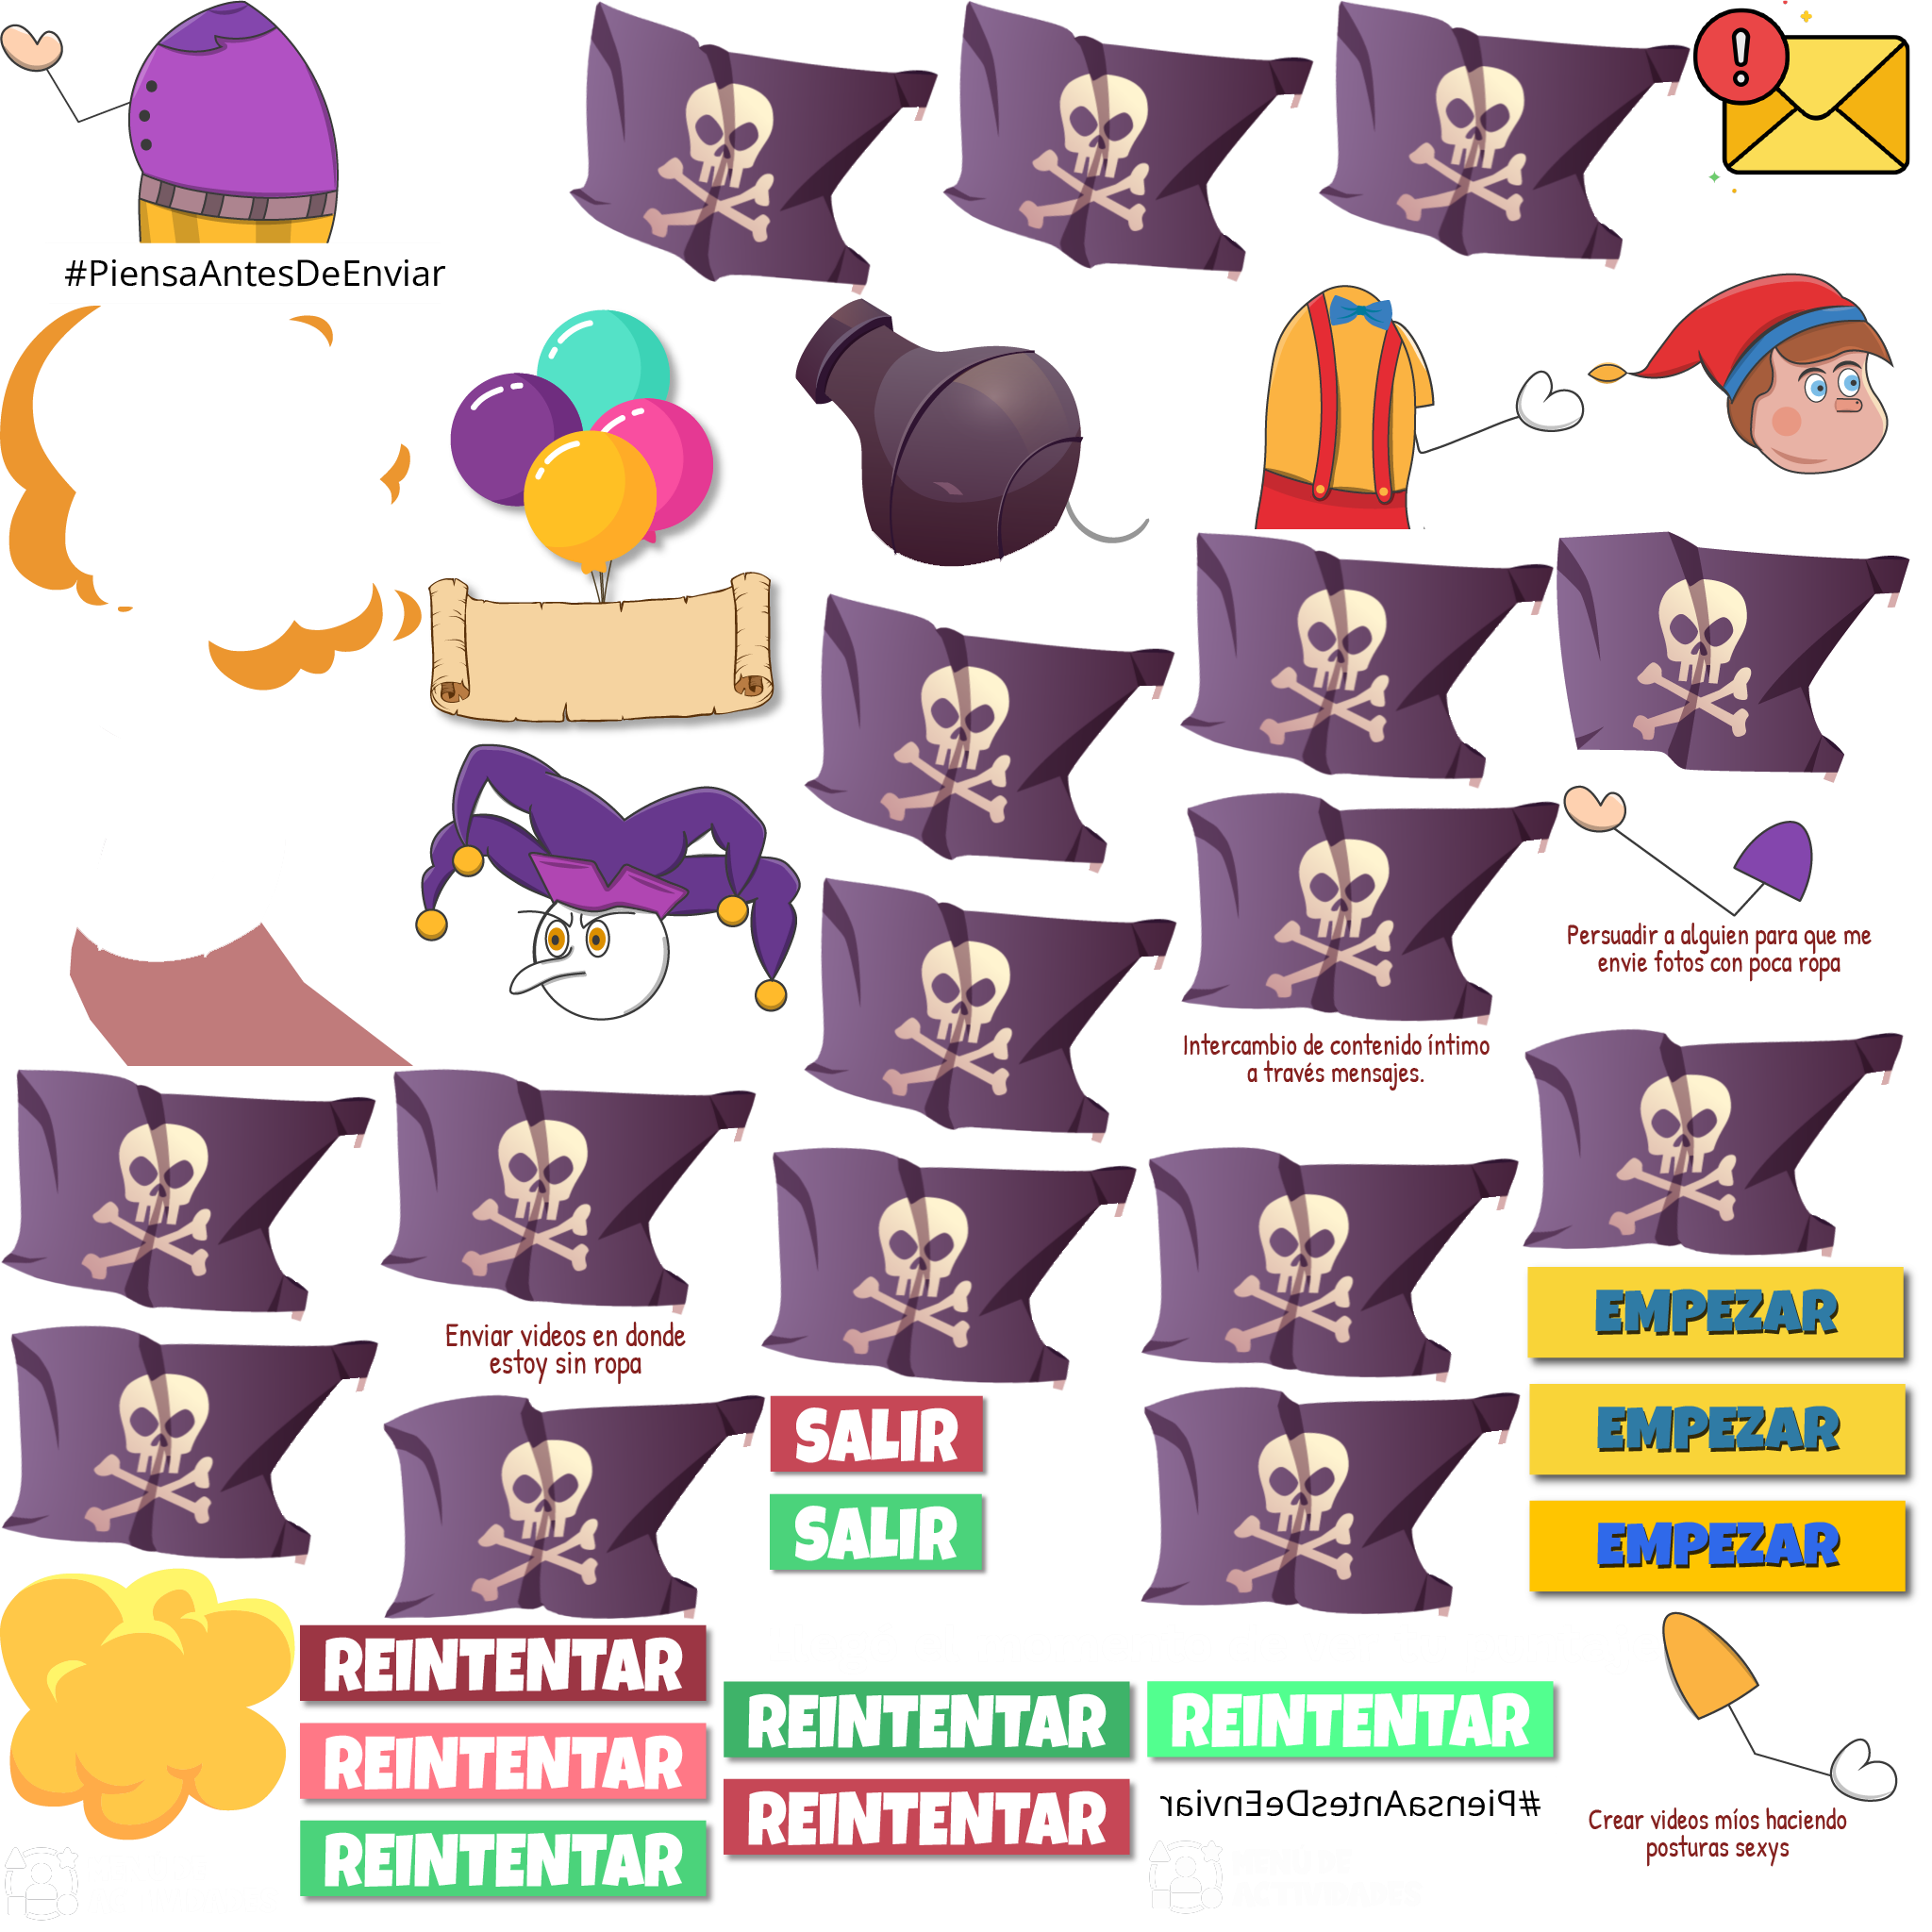 #PiensaAntesDeEnviar
Persuadir a alguien para que me
envie fotos con poca ropa
Intercambio de contenido íntimo
a través mensajes.
Enviar videos en donde
estoy sin ropa
EMPEZAR
EMPEZAR
EMPEZAR
SALIR
SALIR
REINTENTAR
REINTENTAR
REINTENTAR
REINTENTAR
REINTENTAR
REINTENTAR
#PiensaAntesDeEnviar
Crear videos míos haciendo
posturas sexys